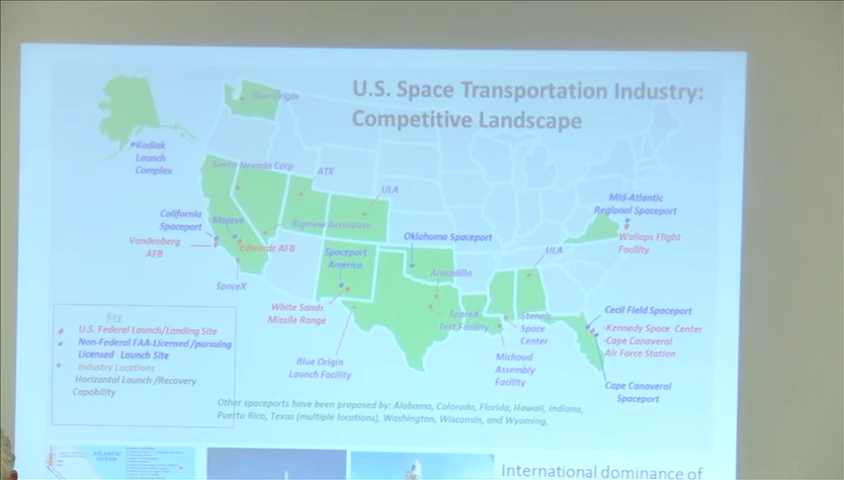 U.S. Space Transportation Industry:
Competitive Landscape
Blue Origin
Kodiak
Launch
Complex
Sierra Nevada Corp
ATK
ULA
Mid-Atlantic
Regional Spaceport
California
Spaceport
Mojave
Bigelow Aerospace
Vandenberg
AFB
Edwards AFB
Oklahoma Spaceport
Wallops Flight
Facility
Spaceport
America
ULA
Armadillo
SpaceX
White Sands
Missile Range
SpaceX
Test Facility
Stennis
Space
Center
Cecil Field Spaceport
-Kennedy Space Center
-Cape Canaveral
Air Force Station
Blue Origin
Launch Facility
Michoud
Assembly
Facility
Cape Canaveral
Spaceport
Key
U.S. Federal Launch/Landing Site
Non-Federal FAA-Licensed /pursuing
Licensed Launch Site
Industry Locations
Horizontal Launch /Recovery
Capability
Other spaceports have been proposed by: Alabama, Colorado, Florida, Hawaii, Indiana,
Puerto Rico, Texas (multiple locations), Washington, Wisconsin, and Wyoming,
ATLANTIC
OCEAN
International dominance of